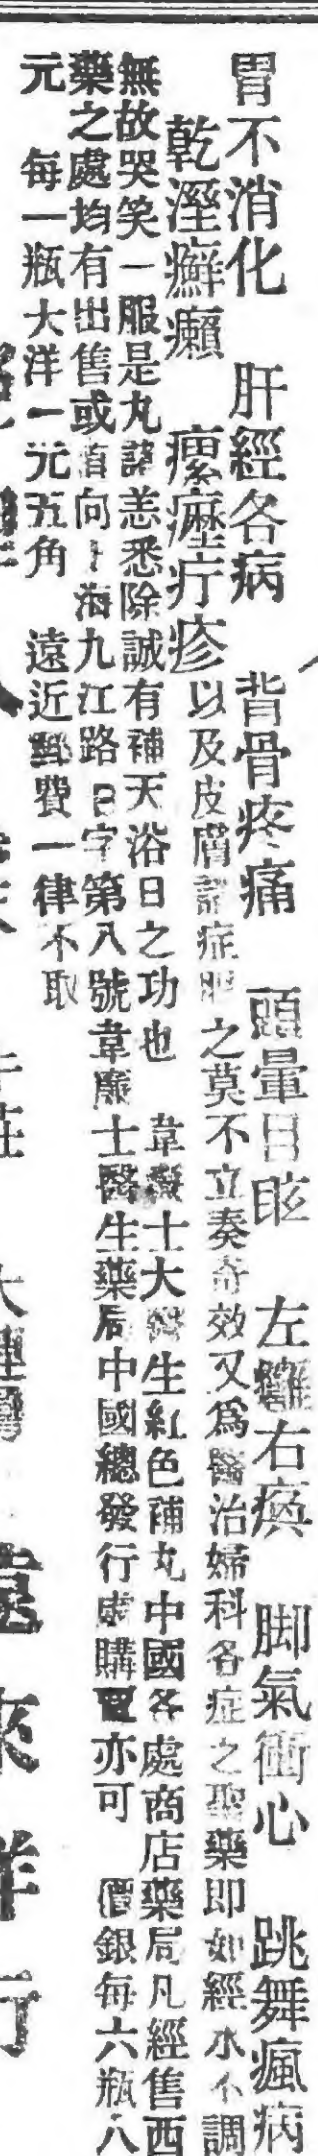 胃不消化　肝經各病　背骨疼痛　頭暈目眩　左癱右瘓　脚氣衝心　跳舞瘋病
乾溼癬癩　瘰癧疔疹以及皮膚諸症服之莫不立奏奇效又爲醫治婦科各症之聖藥即如經水不調
無故哭笑一服是丸諸恙悉除誠有補天浴日之功也　韋廉士大醫生紅色補丸中國各處商店藥局凡經售西
藥之處均有出售或直向上海九江路B字第八號韋廉士醫生藥局中國總發行處購買亦可　價銀每六瓶八
元　每一瓶大洋一元五角　遠近郵費一律不取